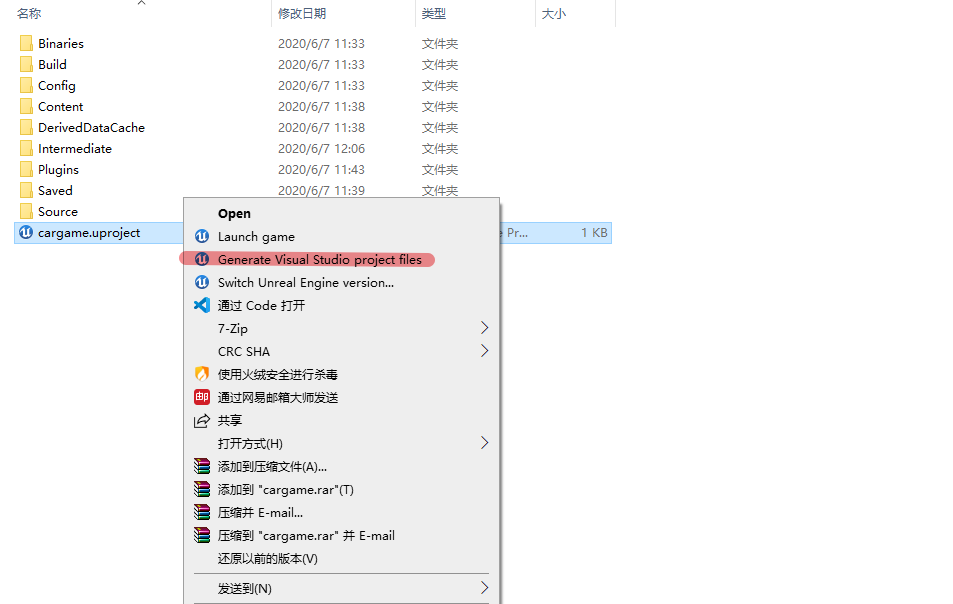 名称 修改日期 类型 大小
Binaries 2020/6/7 11:33 文件夹
Build 2020/6/7 11:33 文件夹
Config 2020/6/7 11:33 文件夹
Content 2020/6/7 11:38 文件夹
DerivedDataCache 2020/6/7 11:38 文件夹
Intermediate 2020/6/7 12:06 文件夹
Plugins 2020/6/7 11:43 文件夹
Saved 2020/6/7 11:39 文件夹
Source
cargame.uproject e Pr... 1 KB
Open
Launch game
Generate Visual Studio project files
Switch Unreal Engine version...
通过 Code 打开
7-Zip
CRC SHA
使用火绒安全进行杀毒
通过网易邮箱大师发送
共享
打开方式(H)
添加到压缩文件(A)...
添加到 "cargame.rar"(T)
压缩并 E-mail...
压缩到 "cargame.rar" 并 E-mail
还原以前的版本(V)
发送到(N)